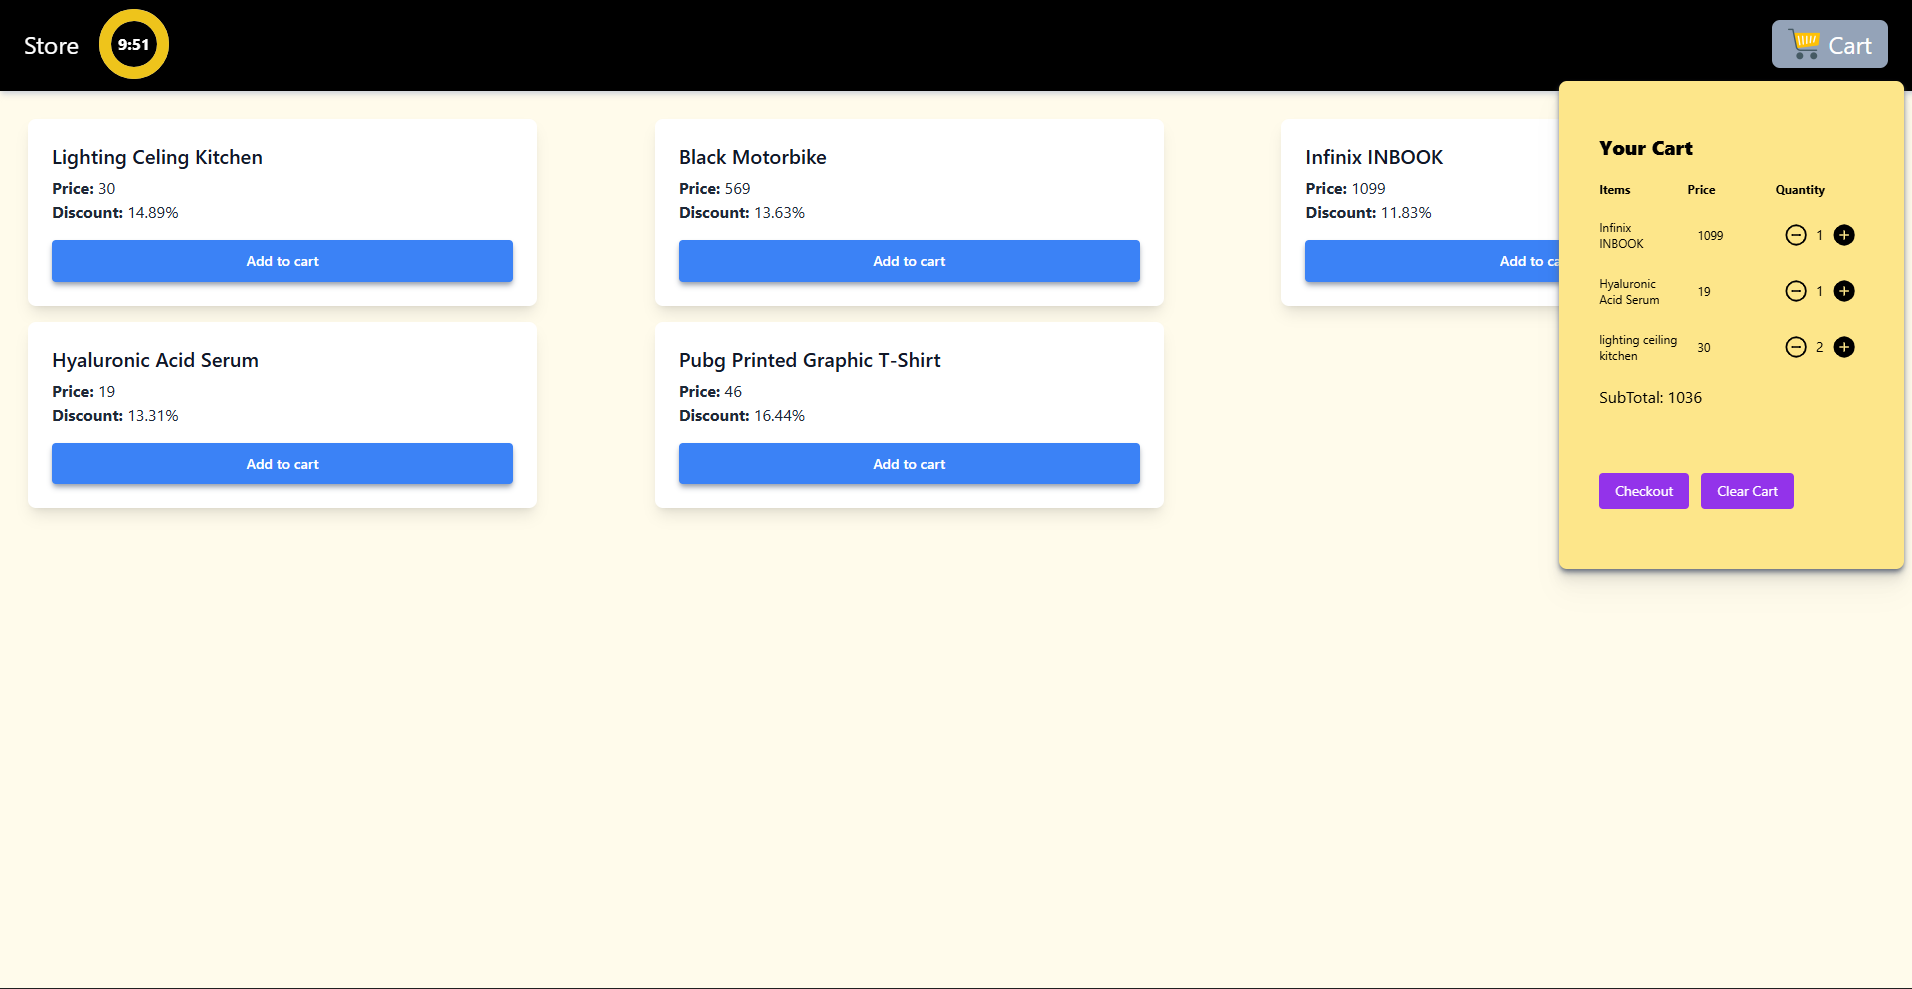 Store
9:51
Cart
Lighting Celing Kitchen
Price: 30
Discount: 14.89%
Add to cart
Black Motorbike
Price: 569
Discount: 13.63%
Add to cart
Infinix INBOOK
Price: 1099
Discount: 11.83%
Add to ca
Hyaluronic Acid Serum
Price: 19
Discount: 13.31%
Add to cart
Pubg Printed Graphic T-Shirt
Price: 46
Discount: 16.44%
Add to cart
Your Cart
Items Price Quantity
Infinix
INBOOK
1099
1
Hyaluronic
Acid Serum
19
1
lighting ceiling
kitchen
30
2
SubTotal: 1036
Checkout
Clear Cart